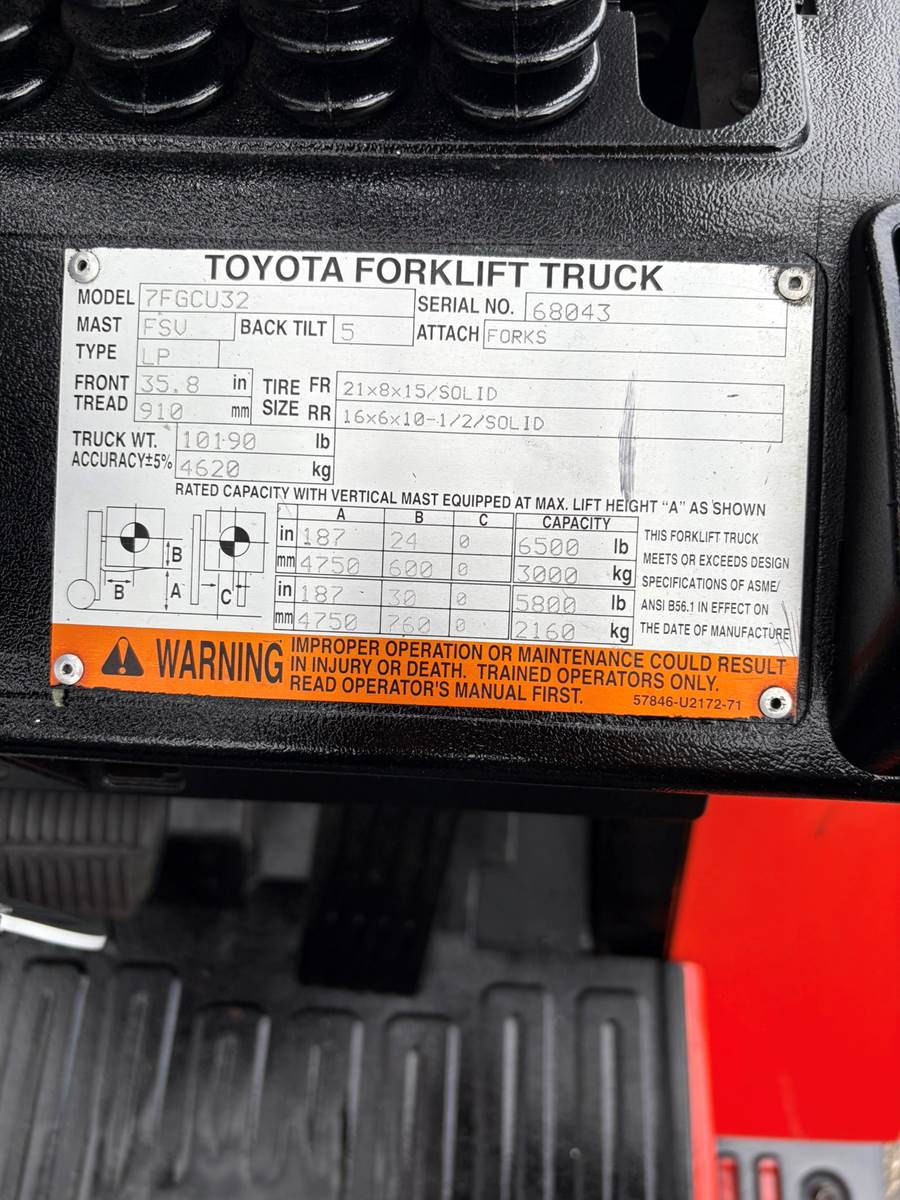 TOYOTA FORKLIFT TRUCK
MODEL 7FGCU32 SERIAL NO. 68043
MAST FSV BACK TILT 5 ATTACH FORKS
TYPE LP
FRONT TREAD 35.8 in 910 mm
TIRE SIZE FR 21x8x15/SOLID
RR 16x6x10-1/2/SOLID
TRUCK WT. 10190 lb
ACCURACY±5% 4620 kg
RATED CAPACITY WITH VERTICAL MAST EQUIPPED AT MAX. LIFT HEIGHT "A" AS SHOWN
A B C CAPACITY
in 187 24 0 6500 lb
mm 4750 600 0 3000 kg
in 187 30 0 5800 lb
mm 4750 760 0 2160 kg
B
B A C
THIS FORKLIFT TRUCK
MEETS OR EXCEEDS DESIGN
SPECIFICATIONS OF ASME/
ANSI B56.1 IN EFFECT ON
THE DATE OF MANUFACTURE
WARNING
IMPROPER OPERATION OR MAINTENANCE COULD RESULT
IN INJURY OR DEATH. TRAINED OPERATORS ONLY.
READ OPERATOR'S MANUAL FIRST.
57846-U2172-71